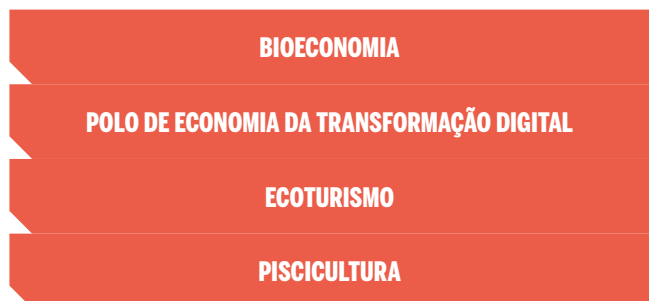 BIOECONOMIA
POLO DE ECONOMIA DA TRANSFORMAÇÃO DIGITAL
ECOTURISMO
PISCICULTURA